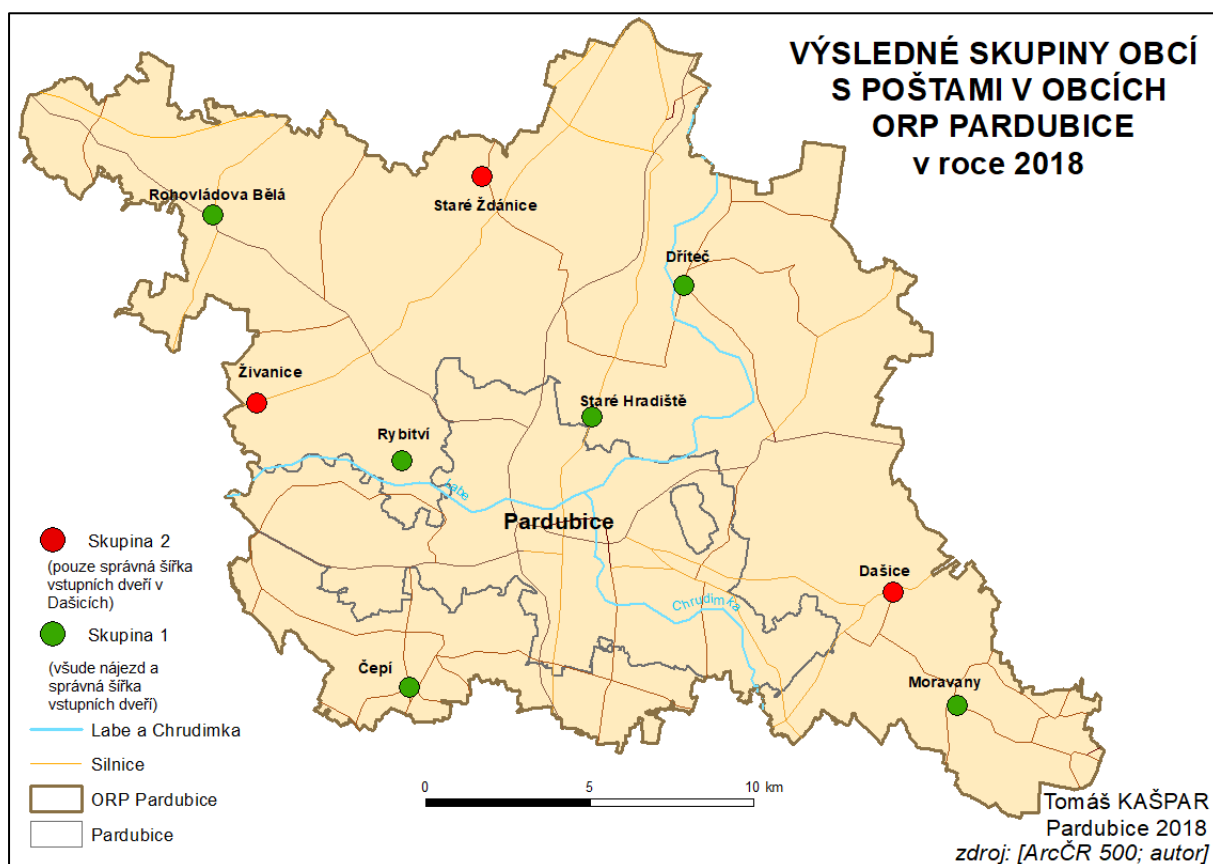 VÝSLEDNÉ SKUPINY OBCÍ
S POŠTAMI V OBCÍCH
ORP PARDUBICE
v roce 2018
Rohovládova Bělá
Staré Ždánice
Dříteč
Živanice
Staré Hradiště
Rybitví
Labe
Pardubice
Dašice
Chrudimka
Čepí
Moravany
Skupina 2
(pouze správná šířka
vstupních dveří v
Dašicích)
Skupina 1
(všude nájezd a
správná šířka
vstupních dveří)
Labe a Chrudimka
Silnice
ORP Pardubice
Pardubice
0 5 10 km
Tomáš KAŠPAR
Pardubice 2018
zdroj: [ArcČR 500; autor]